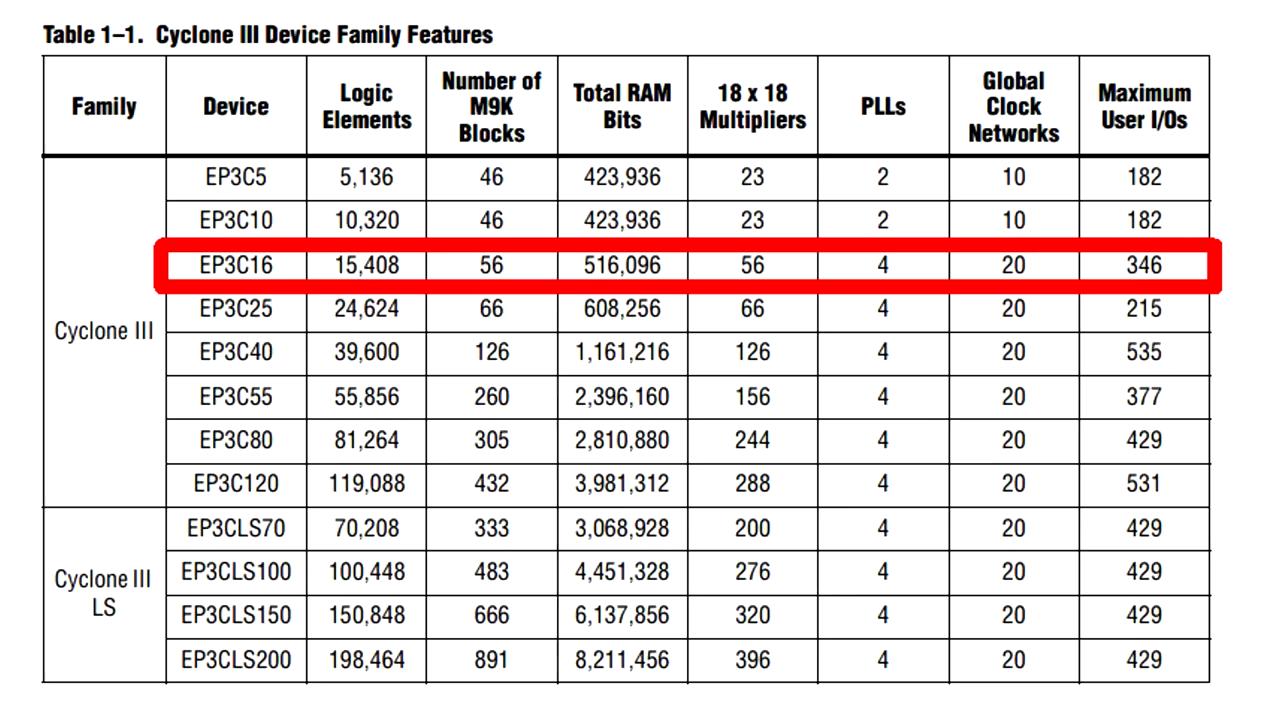 Table 1–1. Cyclone III Device Family Features
Family Device Logic Elements Number of M9K Blocks Total RAM Bits 18 x 18 Multipliers PLLs Global Clock Networks Maximum User I/Os
Cyclone III
EP3C5 5,136 46 423,936 23 2 10 182
EP3C10 10,320 46 423,936 23 2 10 182
EP3C16 15,408 56 516,096 56 4 20 346
EP3C25 24,624 66 608,256 66 4 20 215
EP3C40 39,600 126 1,161,216 126 4 20 535
EP3C55 55,856 260 2,396,160 156 4 20 377
EP3C80 81,264 305 2,810,880 244 4 20 429
EP3C120 119,088 432 3,981,312 288 4 20 531
Cyclone III LS
EP3CLS70 70,208 333 3,068,928 200 4 20 429
EP3CLS100 100,448 483 4,451,328 276 4 20 429
EP3CLS150 150,848 666 6,137,856 320 4 20 429
EP3CLS200 198,464 891 8,211,456 396 4 20 429